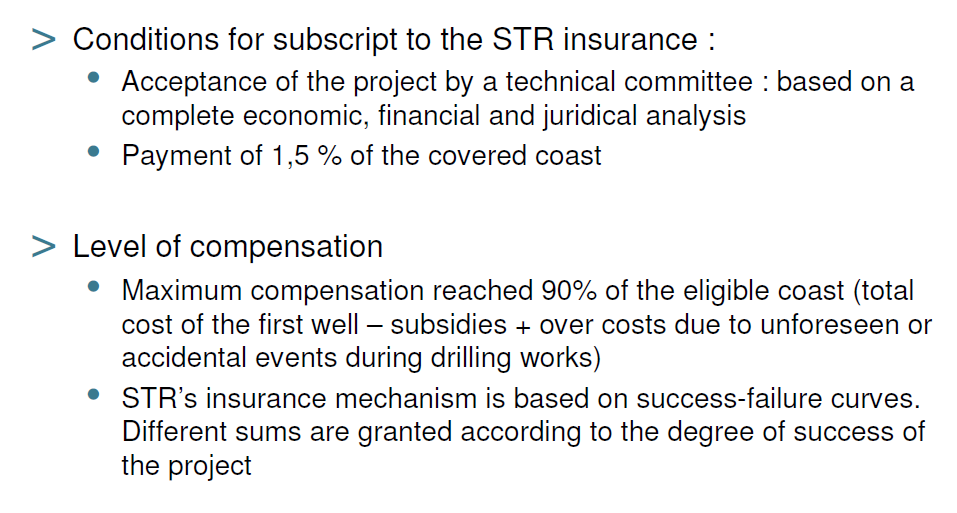 > Conditions for subscript to the STR insurance :
• Acceptance of the project by a technical committee : based on a
complete economic, financial and juridical analysis
• Payment of 1,5 % of the covered coast
> Level of compensation
• Maximum compensation reached 90% of the eligible coast (total
cost of the first well – subsidies + over costs due to unforeseen or
accidental events during drilling works)
• STR’s insurance mechanism is based on success-failure curves.
Different sums are granted according to the degree of success of
the project